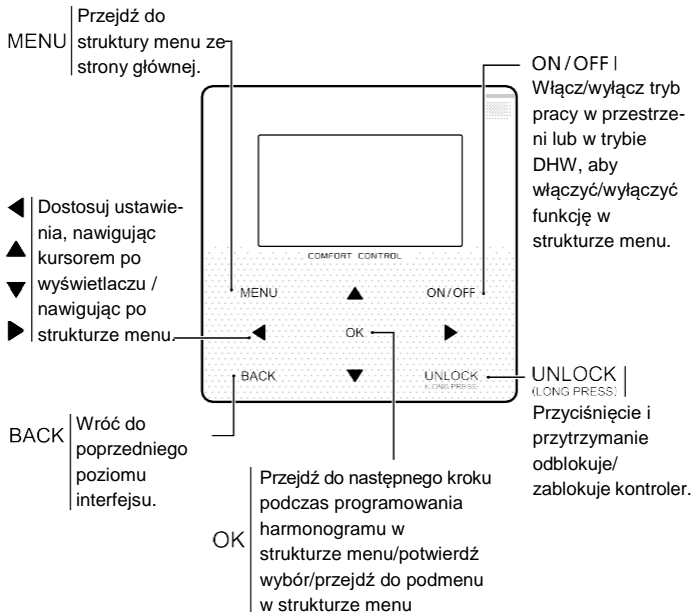 MENU
Przejdź do
struktury menu ze
strony głównej.
ON/OFF
Włącz/wyłącz tryb
pracy w przestrze-
ni lub w trybie
DHW, aby
włączyć/wyłączyć
funkcję w
strukturze menu.
◀
▲
▼
▶
Dostosuj ustawie-
nia, nawigując
kursorem po
wyświetlaczu /
nawigując po
strukturze menu.
COMFORT CONTROL
MENU ▲ ON/OFF
◀ OK ▶
BACK ▼ UNLOCK
(LONG PRESS)
BACK
Wróć do
poprzedniego
poziomu
interfejsu.
OK
Przejdź do następnego kroku
podczas programowania
harmonogramu w
strukturze menu/potwierdź
wybór/przejdź do podmenu
w strukturze menu
UNLOCK
(LONG PRESS)
Przyciśnięcie i
przytrzymanie
odblokuje/
zablokuje kontroler.